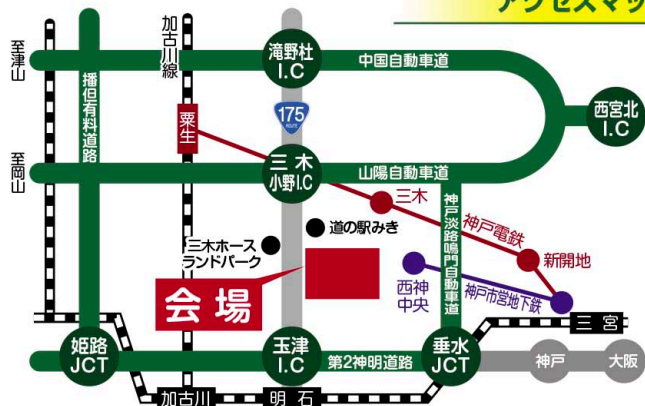 アクセスマッ
至津山
加古川線
滝野社
I.C
中国自動車道
播但有料道路
粟生
175
ROUTE
西宮北
I.C
至岡山
三木
小野I.C
山陽自動車道
三木
神戸淡路鳴門自動車道
神戸電鉄
道の駅みき
三木ホース
ランドパーク
新開地
会場
西神
中央
神戸市営地下鉄
三宮
姫路
JCT
玉津
I.C
第2神明道路
垂水
JCT
神戸
大阪
加古川
明石